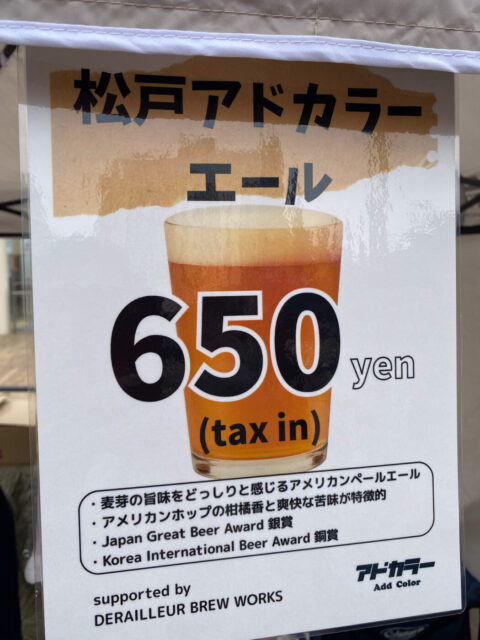 松戸アドカラー
エール
650 yen
(tax in)
・麦芽の旨味をどっしりと感じるアメリカンペールエール
・アメリカンホップの柑橘香と爽快な苦味が特徴的
・Japan Great Beer Award 銀賞
・Korea International Beer Award 銅賞
supported by
DERAILLEUR BREW WORKS
アドカラー
Add Color